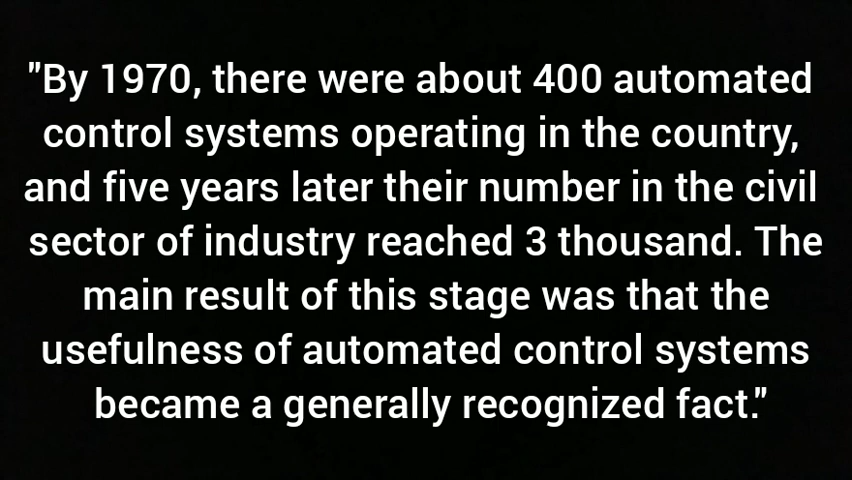 "By 1970, there were about 400 automated
control systems operating in the country,
and five years later their number in the civil
sector of industry reached 3 thousand. The
main result of this stage was that the
usefulness of automated control systems
became a generally recognized fact."